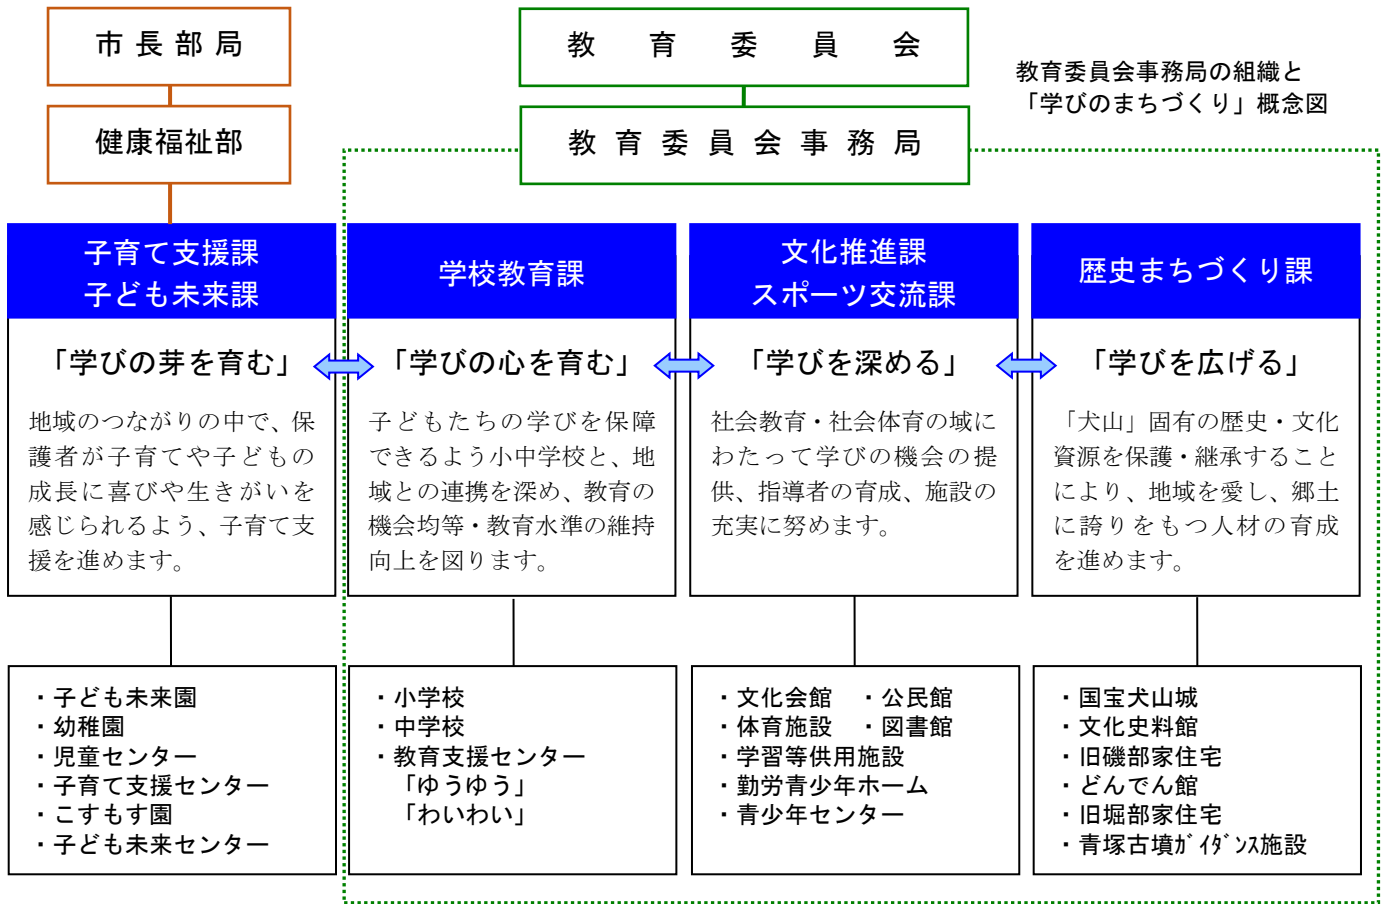 市長部局
教育委員会
教育委員会事務局の組織と
「学びのまちづくり」概念図
健康福祉部
教育委員会事務局
子育て支援課
子ども未来課
「学びの芽を育む」
地域のつながりの中で、保
護者が子育てや子どもの
成長に喜びや生きがいを
感じられるよう、子育て支
援を進めます。
・子ども未来園
・幼稚園
・児童センター
・子育て支援センター
・こすもす園
・子ども未来センター
学校教育課
「学びの心を育む」
子どもたちの学びを保障
できるよう小中学校と、地
域との連携を深め、教育の
機会均等・教育水準の維持
向上を図ります。
・小学校
・中学校
・教育支援センター
「ゆうゆう」
「わいわい」
文化推進課
スポーツ交流課
「学びを深める」
社会教育・社会体育の域に
わたって学びの機会の提
供、指導者の育成、施設の
充実に努めます。
・文化会館　・公民館
・体育施設　・図書館
・学習等供用施設
・勤労青少年ホーム
・青少年センター
歴史まちづくり課
「学びを広げる」
「犬山」固有の歴史・文化
資源を保護・継承すること
により、地域を愛し、郷土
に誇りをもつ人材の育成
を進めます。
・国宝犬山城
・文化史料館
・旧磯部家住宅
・どんでん館
・旧堀部家住宅
・青塚古墳ｶﾞｲﾀﾞﾝｽ施設